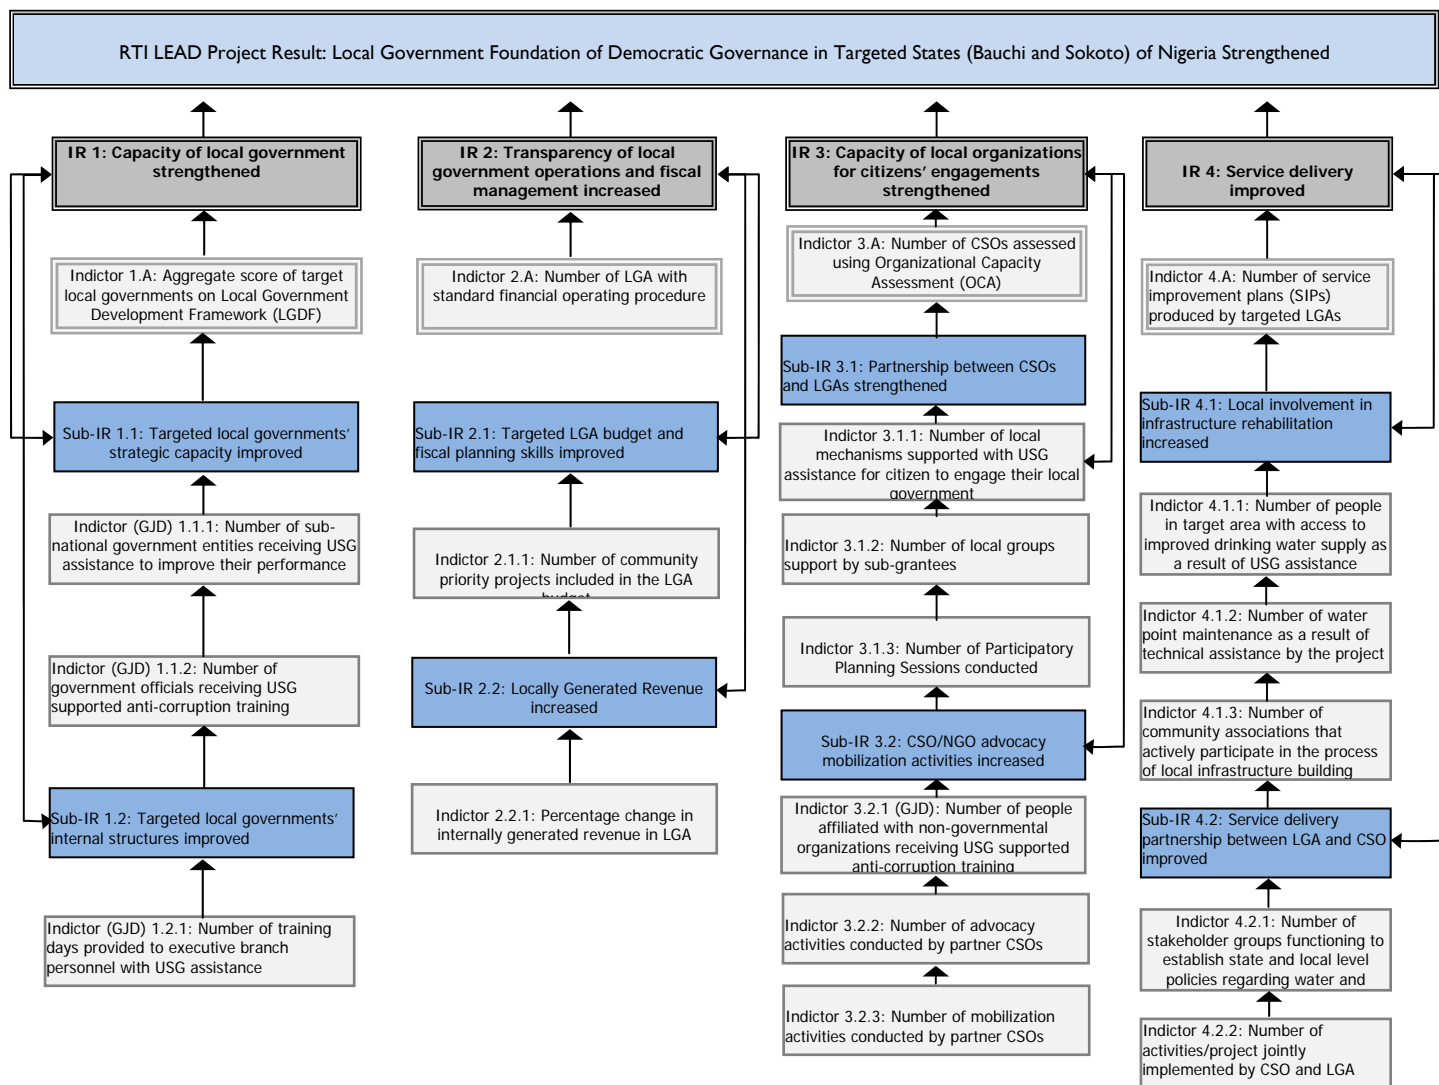 RTI LEAD Project Result: Local Government Foundation of Democratic Governance in Targeted States (Bauchi and Sokoto) of Nigeria Strengthened
IR 1: Capacity of local government
strengthened
Indictor 1.A: Aggregate score of target
local governments on Local Government
Development Framework (LGDF)
Sub-IR 1.1: Targeted local governments’
strategic capacity improved
Indictor (GJD) 1.1.1: Number of sub-
national government entities receiving USG
assistance to improve their performance
Indictor (GJD) 1.1.2: Number of
government officials receiving USG
supported anti-corruption training
Sub-IR 1.2: Targeted local governments’
internal structures improved
Indictor (GJD) 1.2.1: Number of training
days provided to executive branch
personnel with USG assistance
IR 2: Transparency of local
government operations and fiscal
management increased
Indictor 2.A: Number of LGA with
standard financial operating procedure
Sub-IR 2.1: Targeted LGA budget and
fiscal planning skills improved
Indictor 2.1.1: Number of community
priority projects included in the LGA
budget
Sub-IR 2.2: Locally Generated Revenue
increased
Indictor 2.2.1: Percentage change in
internally generated revenue in LGA
IR 3: Capacity of local organizations
for citizens’ engagements
strengthened
Indictor 3.A: Number of CSOs assessed
using Organizational Capacity
Assessment (OCA)
Sub-IR 3.1: Partnership between CSOs
and LGAs strengthened
Indictor 3.1.1: Number of local
mechanisms supported with USG
assistance for citizen to engage their local
government
Indictor 3.1.2: Number of local groups
support by sub-grantees
Indictor 3.1.3: Number of Participatory
Planning Sessions conducted
Sub-IR 3.2: CSO/NGO advocacy
mobilization activities increased
Indictor 3.2.1 (GJD): Number of people
affiliated with non-governmental
organizations receiving USG supported
anti-corruption training
Indictor 3.2.2: Number of advocacy
activities conducted by partner CSOs
Indictor 3.2.3: Number of mobilization
activities conducted by partner CSOs
IR 4: Service delivery
improved
Indictor 4.A: Number of service
improvement plans (SIPs)
produced by targeted LGAs
Sub-IR 4.1: Local involvement in
infrastructure rehabilitation
increased
Indictor 4.1.1: Number of people
in target area with access to
improved drinking water supply as
a result of USG assistance
Indictor 4.1.2: Number of water
point maintenance as a result of
technical assistance by the project
Indictor 4.1.3: Number of
community associations that
actively participate in the process
of local infrastructure building
Sub-IR 4.2: Service delivery
partnership between LGA and CSO
improved
Indictor 4.2.1: Number of
stakeholder groups functioning to
establish state and local level
policies regarding water and
Indictor 4.2.2: Number of
activities/project jointly
implemented by CSO and LGA